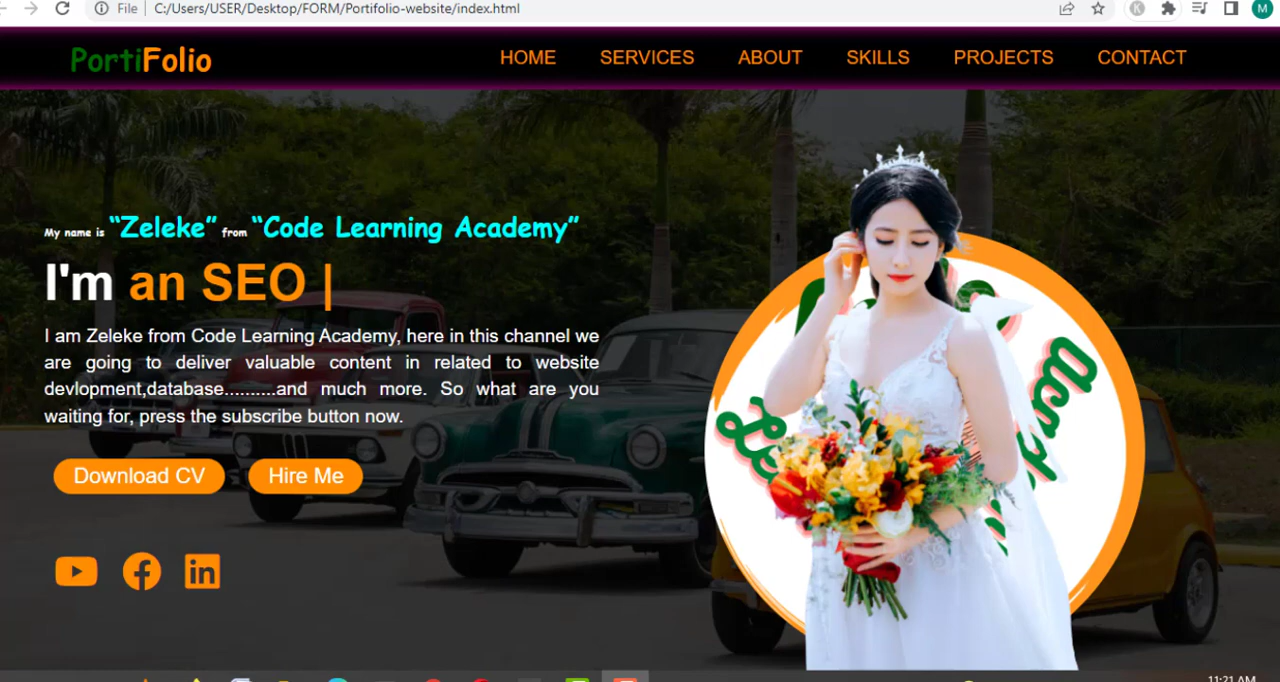 File
C:/Users/USER/Desktop/FORM/Portifolio-website/index.html
M
PortiFolio
HOME SERVICES ABOUT SKILLS PROJECTS CONTACT
My name is “Zeleke” from “Code Learning Academy”
I'm an SEO |
I am Zeleke from Code Learning Academy, here in this channel we
are going to deliver valuable content in related to website
devlopment,database..........and much more. So what are you
waiting for, press the subscribe button now.
Download CV Hire Me
in
11:21 AM